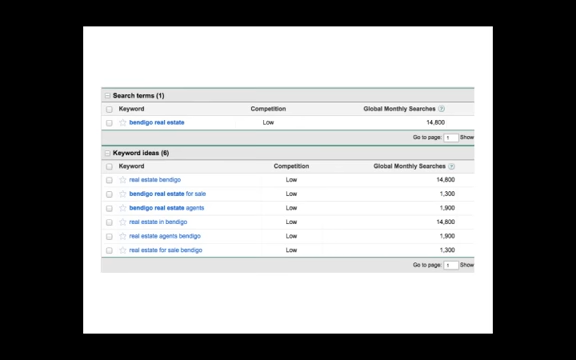 Search terms (1)
Keyword Competition Global Monthly Searches ?
bendigo real estate Low 14,800
Go to page: 1 Show
Keyword ideas (6)
Keyword Competition Global Monthly Searches ?
real estate bendigo Low 14,800
bendigo real estate for sale Low 1,300
bendigo real estate agents Low 1,900
real estate in bendigo Low 14,800
real estate agents bendigo Low 1,900
real estate for sale bendigo Low 1,300
Go to page: 1 Show